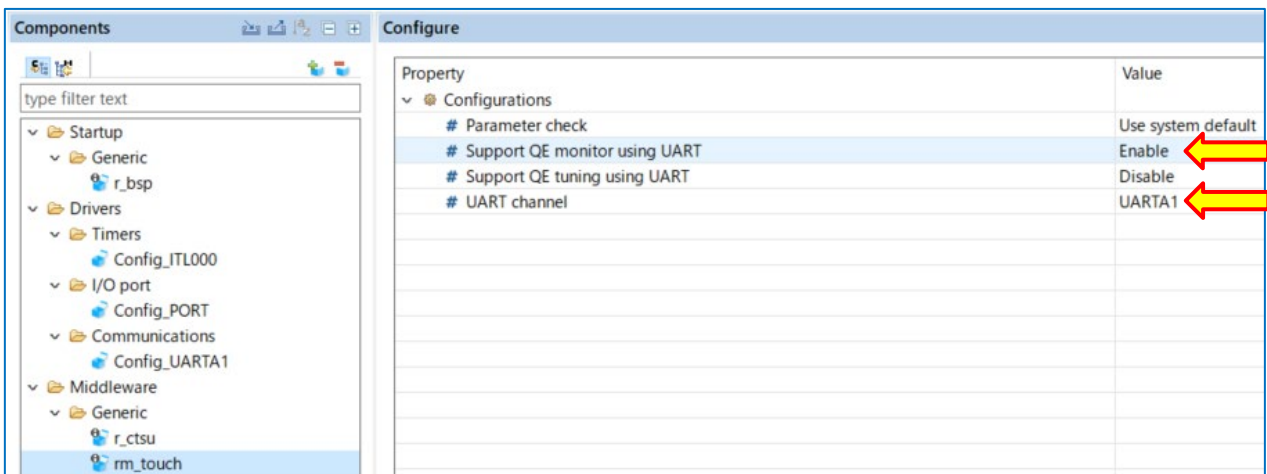 Components
type filter text
Startup
Generic
r_bsp
Drivers
Timers
Config_ITL000
I/O port
Config_PORT
Communications
Config_UARTA1
Middleware
Generic
r_ctsu
rm_touch
Configure
Property Value
Configurations
# Parameter check Use system default
# Support QE monitor using UART Enable
# Support QE tuning using UART Disable
# UART channel UARTA1